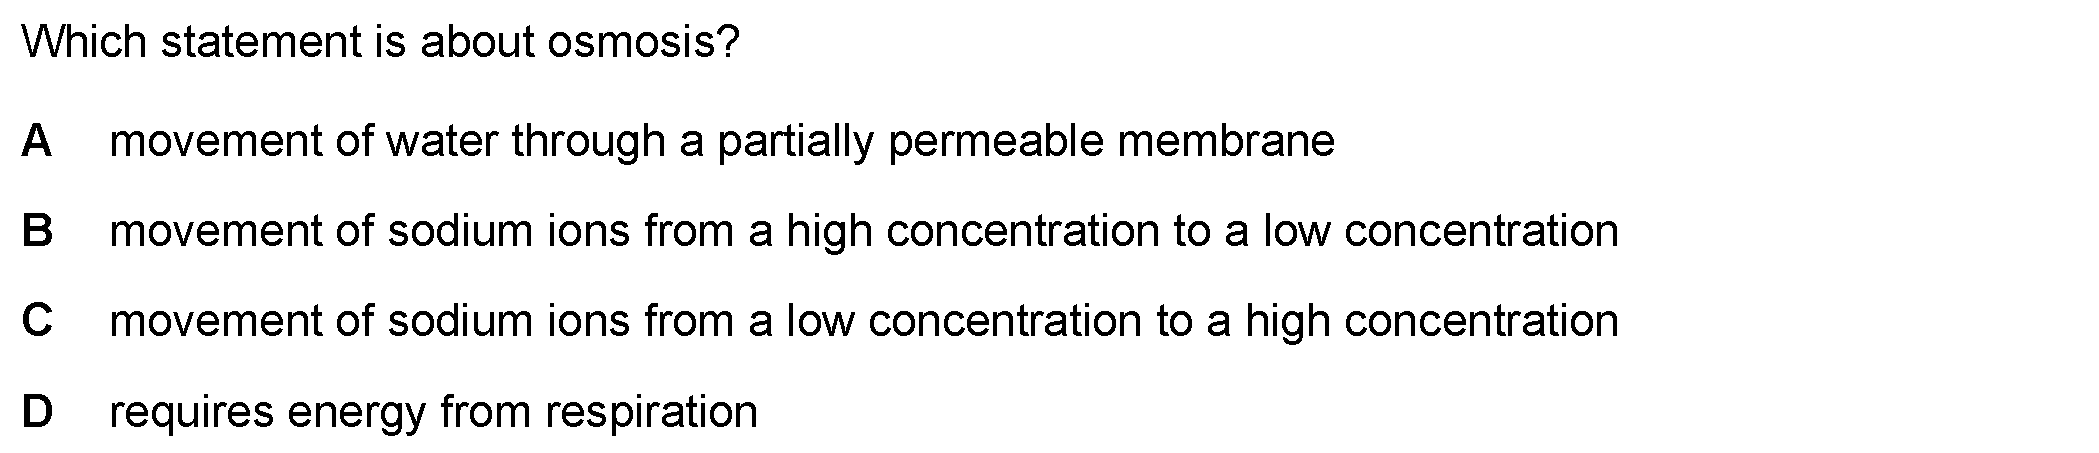 Which statement is about osmosis?
A movement of water through a partially permeable membrane
B movement of sodium ions from a high concentration to a low concentration
C movement of sodium ions from a low concentration to a high concentration
D requires energy from respiration